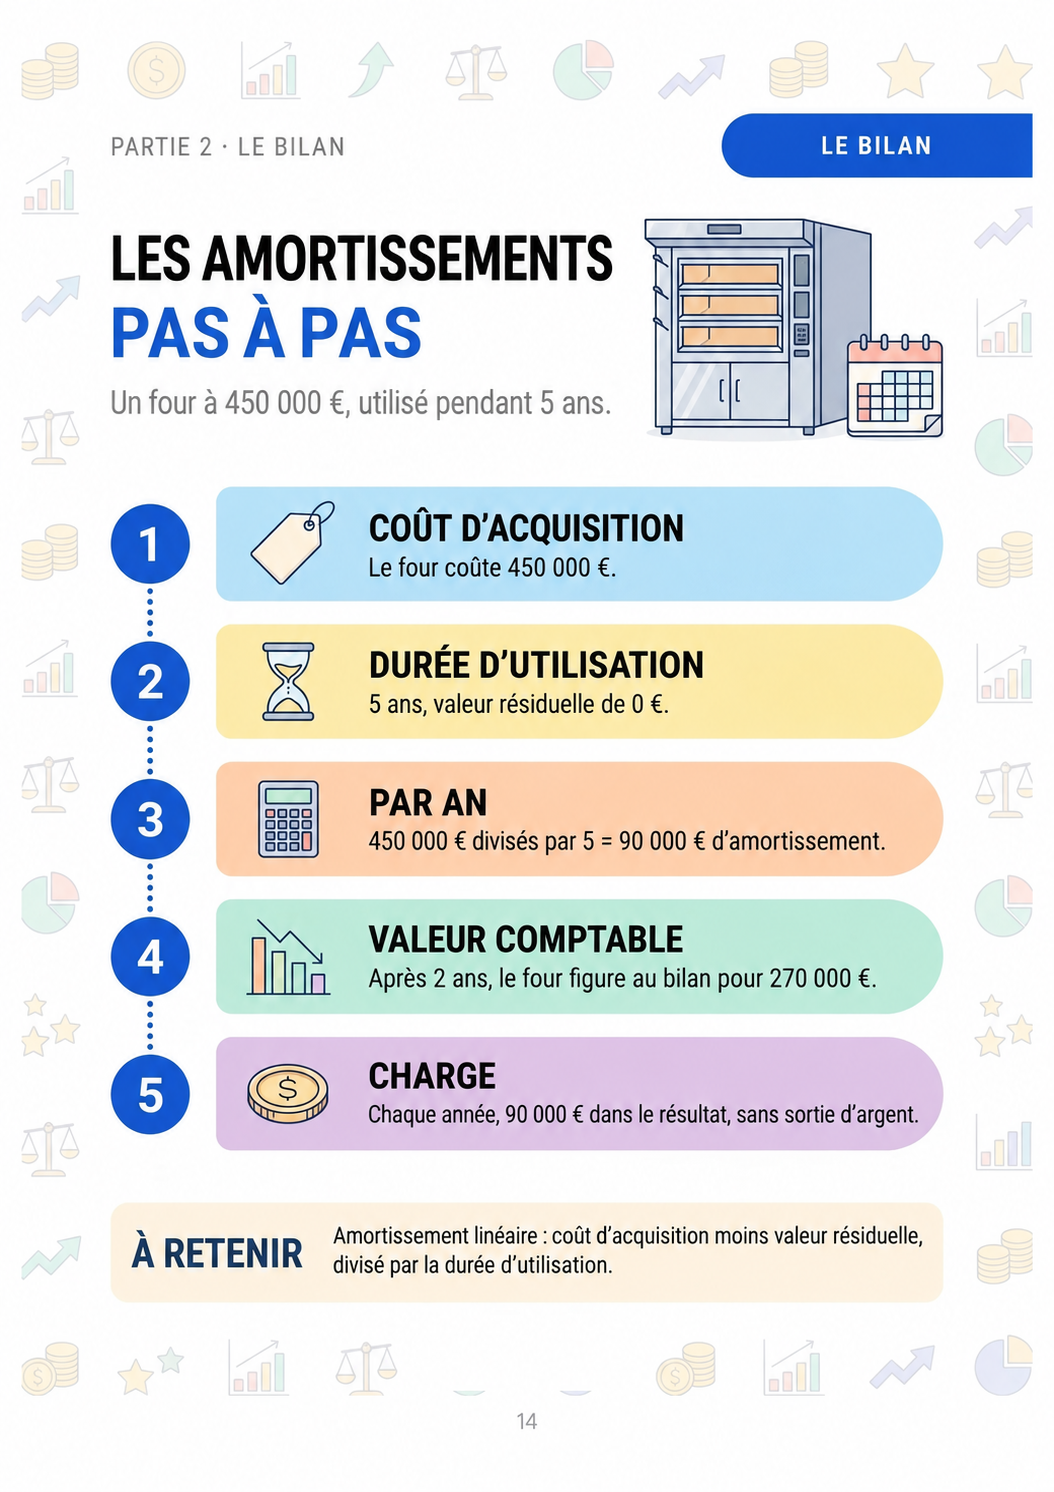 PARTIE 2 · LE BILAN
LE BILAN
LES AMORTISSEMENTS
PAS À PAS
Un four à 450 000 €, utilisé pendant 5 ans.
1
COÛT D’ACQUISITION
Le four coûte 450 000 €.
2
DURÉE D’UTILISATION
5 ans, valeur résiduelle de 0 €.
3
PAR AN
450 000 € divisés par 5 = 90 000 € d’amortissement.
4
VALEUR COMPTABLE
Après 2 ans, le four figure au bilan pour 270 000 €.
5
CHARGE
Chaque année, 90 000 € dans le résultat, sans sortie d’argent.
À RETENIR
Amortissement linéaire : coût d’acquisition moins valeur résiduelle,
divisé par la durée d’utilisation.
14